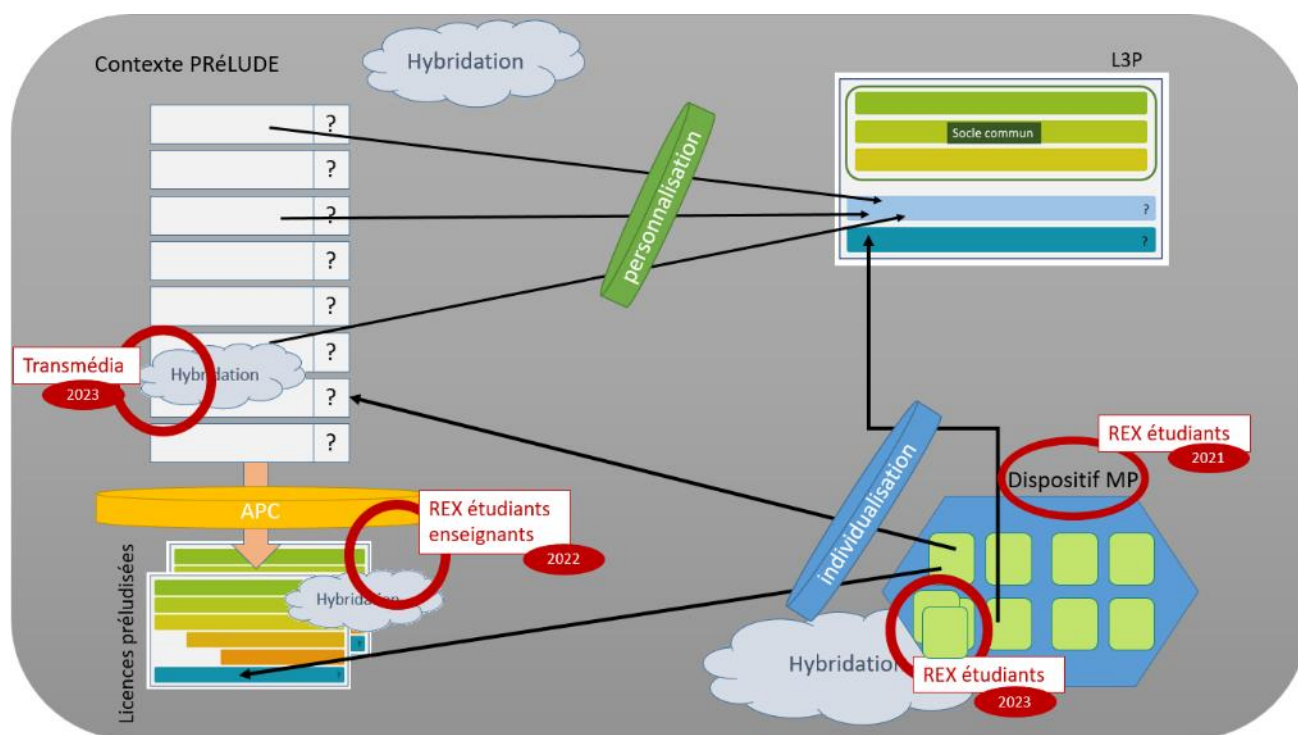 Contexte PRéLUDE
Hybridation
L3P
?
?
?
?
?
?
?
?
personnalisation
Socle commun
?
?
Transmédia
2023
Hybridation
APC
REX étudiants
enseignants
2022
Licences préludisées
Hybridation
?
?
individualisation
REX étudiants
2021
Dispositif MP
Hybridation
REX étudiants
2023